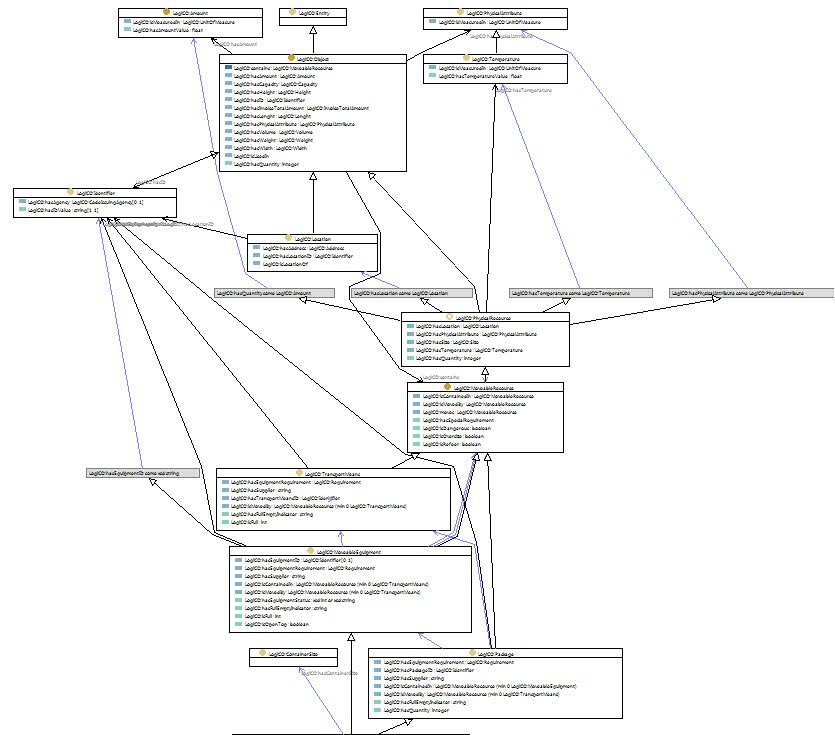 LogiCO:Amount
LogiCO:isMeasuredIn : LogiCO:UnitOfMeasure
LogiCO:hasAmountValue : float
LogiCO:Entity
LogiCO:PhysicalAttribute
LogiCO:isMeasuredIn : LogiCO:UnitOfMeasure
LogiCO:hasAmount
LogiCO:hasPhysicalAttribute
LogiCO:Object
LogiCO:contains : LogiCO:MoveableResource
LogiCO:hasAmount : LogiCO:Amount
LogiCO:hasCapacity : LogiCO:Capacity
LogiCO:hasHeight : LogiCO:Height
LogiCO:hasID : LogiCO:Identifier
LogiCO:hasInvoiceTotalAmount : LogiCO:InvoiceTotalAmount
LogiCO:hasLenght : LogiCO:Lenght
LogiCO:hasPhysicalAttribute : LogiCO:PhysicalAttribute
LogiCO:hasVolume : LogiCO:Volume
LogiCO:hasWeight : LogiCO:Weight
LogiCO:hasWidth : LogiCO:Width
LogiCO:isUsedIn
LogiCO:hasQuantity: integer
LogiCO:Temperature
LogiCO:isMeasuredIn : LogiCO:UnitOfMeasure
LogiCO:hasTemperatureValue : float
LogiCO:hasTemperature
LogiCO:hasID
LogiCO:Identifier
LogiCO:hasAgency : LogiCO:CodeIssuingAgency[0..1]
LogiCO:hasIDValue : string[1..1]
LogiCO:Location
LogiCO:hasAddress : LogiCO:Address
LogiCO:hasLocationID : LogiCO:Identifier
LogiCO:isLocationOf
LogiCO:hasQuantity some LogiCO:Amount
LogiCO:hasLocation some LogiCO:Location
LogiCO:hasTemperature some LogiCO:Temperature
LogiCO:hasPhysicalAttribute some LogiCO:PhysicalAttribute
LogiCO:PhysicalResource
LogiCO:hasLocation : LogiCO:Location
LogiCO:hasPhysicalAttribute : LogiCO:PhysicalAttribute
LogiCO:hasSize : LogiCO:Size
LogiCO:hasTemperature : LogiCO:Temperature
LogiCO:hasQuantity: integer
LogiCO:contains
LogiCO:MoveableResource
LogiCO:isContainedIn : LogiCO:MoveableResource
LogiCO:isMovedBy : LogiCO:MoveableResource
LogiCO:moves : LogiCO:MoveableResource
LogiCO:hasSpecialRequirement
LogiCO:isDangerous : boolean
LogiCO:isOversize : boolean
LogiCO:isReefer : boolean
LogiCO:hasEquipmentID some xsd:string
LogiCO:TransportMeans
LogiCO:hasEquipmentRequirement : LogiCO:Requirement
LogiCO:hasSupplier : string
LogiCO:hasTransportMeansID : LogiCO:Identifier
LogiCO:isMovedBy : LogiCO:MoveableResource (min 0 LogiCO:TransportMeans)
LogiCO:hasFullEmptyIndicator : string
LogiCO:isFull : int
LogiCO:MoveableEquipment
LogiCO:hasEquipmentID : LogiCO:Identifier[0..1]
LogiCO:hasEquipmentRequirement : LogiCO:Requirement
LogiCO:hasSupplier : string
LogiCO:isContainedIn : LogiCO:MoveableResource (min 0 LogiCO:TransportMeans)
LogiCO:isMovedBy : LogiCO:MoveableResource (min 0 LogiCO:TransportMeans)
LogiCO:hasEquipmentStatus : xsd:int or xsd:string
LogiCO:hasFullEmptyIndicator : string
LogiCO:isFull : int
LogiCO:isOpenTop : boolean
LogiCO:ContainerSize
LogiCO:hasContainerSize
LogiCO:Package
LogiCO:hasEquipmentRequirement : LogiCO:Requirement
LogiCO:hasPackageID : LogiCO:Identifier
LogiCO:hasSupplier : string
LogiCO:isContainedIn : LogiCO:MoveableResource (min 0 LogiCO:MoveableEquipment)
LogiCO:isMovedBy : LogiCO:MoveableResource (min 0 LogiCO:TransportMeans)
LogiCO:hasFullEmptyIndicator : string
LogiCO:hasQuantity: integer